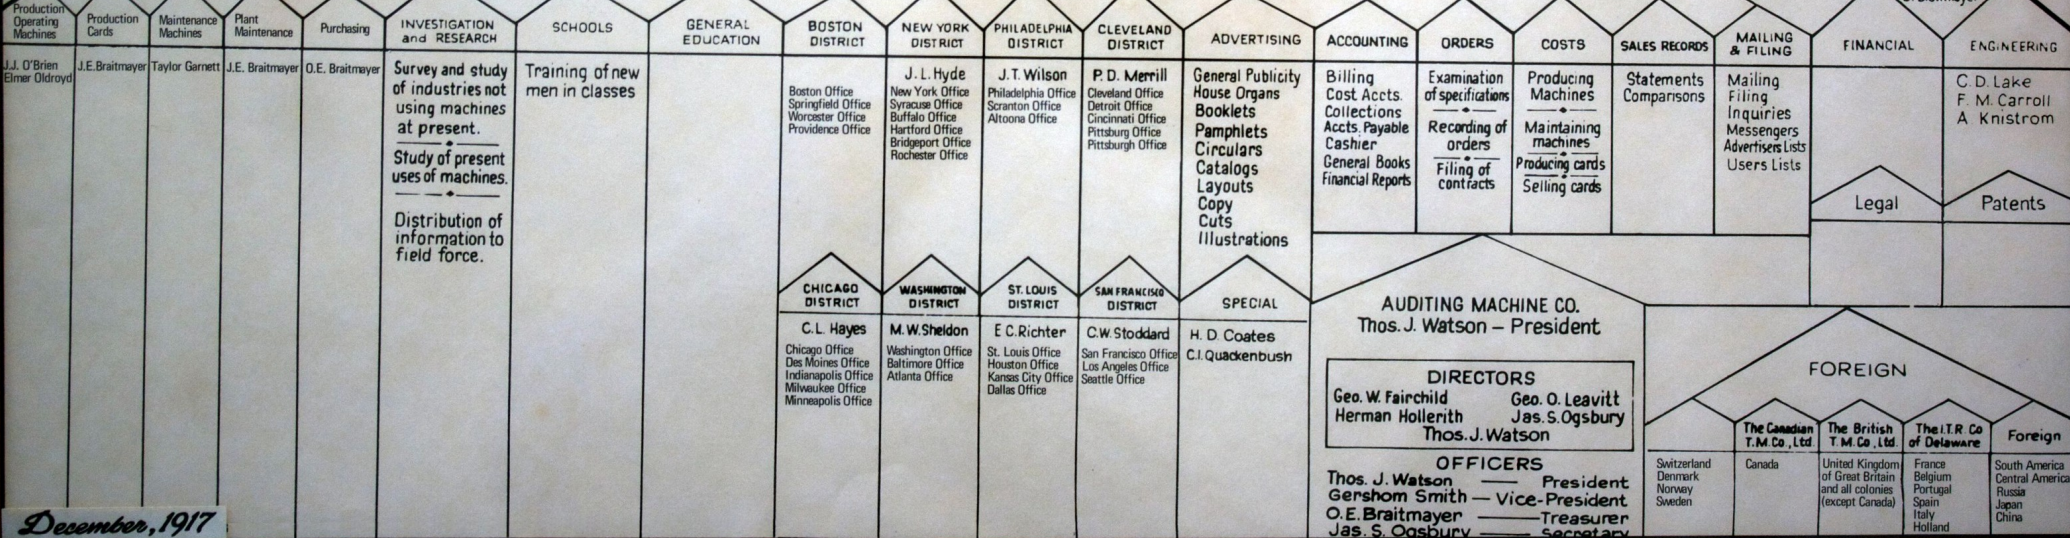 Production
Operating
Machines
J.J. O'Brien
Elmer Oldroyd
Production
Cards
J.E.Braitmayer
Maintenance
Machines
Taylor Garnett
Plant
Maintenance
J.E. Braitmayer
Purchasing
O.E. Braitmayer
INVESTIGATION
and RESEARCH
Survey and study
of industries not
using machines
at present.
Study of present
uses of machines.
Distribution of
information to
field force.
SCHOOLS
Training of new
men in classes
GENERAL
EDUCATION
BOSTON
DISTRICT
Boston Office
Springfield Office
Worcester Office
Providence Office
NEW YORK
DISTRICT
J. L. Hyde
New York Office
Syracuse Office
Buffalo Office
Hartford Office
Bridgeport Office
Rochester Office
PHILADELPHIA
DISTRICT
J.T. Wilson
Philadelphia Office
Scranton Office
Altoona Office
CLEVELAND
DISTRICT
P. D. Merrill
Cleveland Office
Detroit Office
Cincinnati Office
Pittsburg Office
Pittsburgh Office
ADVERTISING
General Publicity
House Organs
Booklets
Pamphlets
Circulars
Catalogs
Layouts
Copy
Cuts
Illustrations
CHICAGO
DISTRICT
C.L. Hayes
Chicago Office
Des Moines Office
Indianapolis Office
Milwaukee Office
Minneapolis Office
WASHINGTON
DISTRICT
M.W.Sheldon
Washington Office
Baltimore Office
Atlanta Office
ST. LOUIS
DISTRICT
E C.Richter
St. Louis Office
Houston Office
Kansas City Office
Dallas Office
SAN FRANCISCO
DISTRICT
C.W. Stoddard
San Francisco Office
Los Angeles Office
Seattle Office
SPECIAL
H. D. Coates
C.I. Quackenbush
ACCOUNTING
Billing
Cost Accts.
Collections
Accts. Payable
Cashier
General Books
Financial Reports
ORDERS
Examination
of specifications
Recording of
orders
Filing of
contracts
COSTS
Producing
Machines
Maintaining
machines
Producing cards
Selling cards
SALES RECORDS
Statements
Comparisons
MAILING
& FILING
Mailing
Filing
Inquiries
Messengers
Advertisers Lists
Users Lists
FINANCIAL
Legal
ENGINEERING
C. D. Lake
F. M. Carroll
A Knistrom
Patents
AUDITING MACHINE CO.
Thos. J. Watson – President
DIRECTORS
Geo. W. Fairchild Geo. O. Leavitt
Herman Hollerith Jas. S. Ogsbury
Thos. J. Watson
OFFICERS
Thos. J. Watson — President
Gershom Smith — Vice-President
O.E. Braitmayer — Treasurer
Jas. S. Ogsbury — Secretary
FOREIGN
Switzerland
Denmark
Norway
Sweden
The Canadian
T.M.Co., Ltd.
Canada
The British
T.M.Co., Ltd.
United Kingdom
of Great Britain
and all colonies
(except Canada)
The I.T.R. Co
of Delaware
France
Belgium
Portugal
Spain
Italy
Holland
Foreign
South America
Central America
Russia
Japan
China
December, 1917